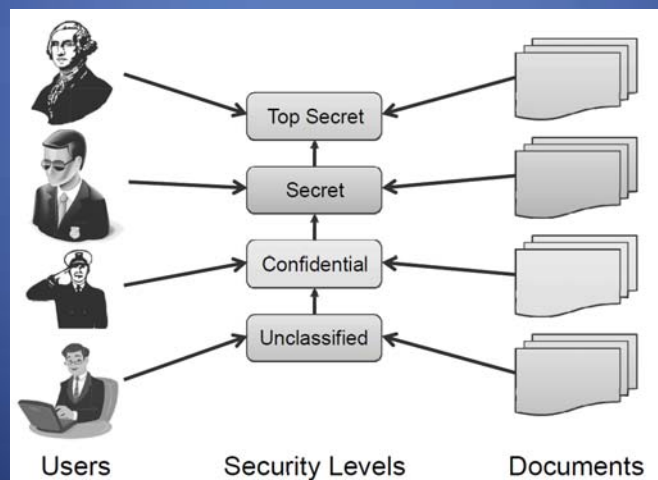 Top Secret
Secret
Confidential
Unclassified
Users
Security Levels
Documents